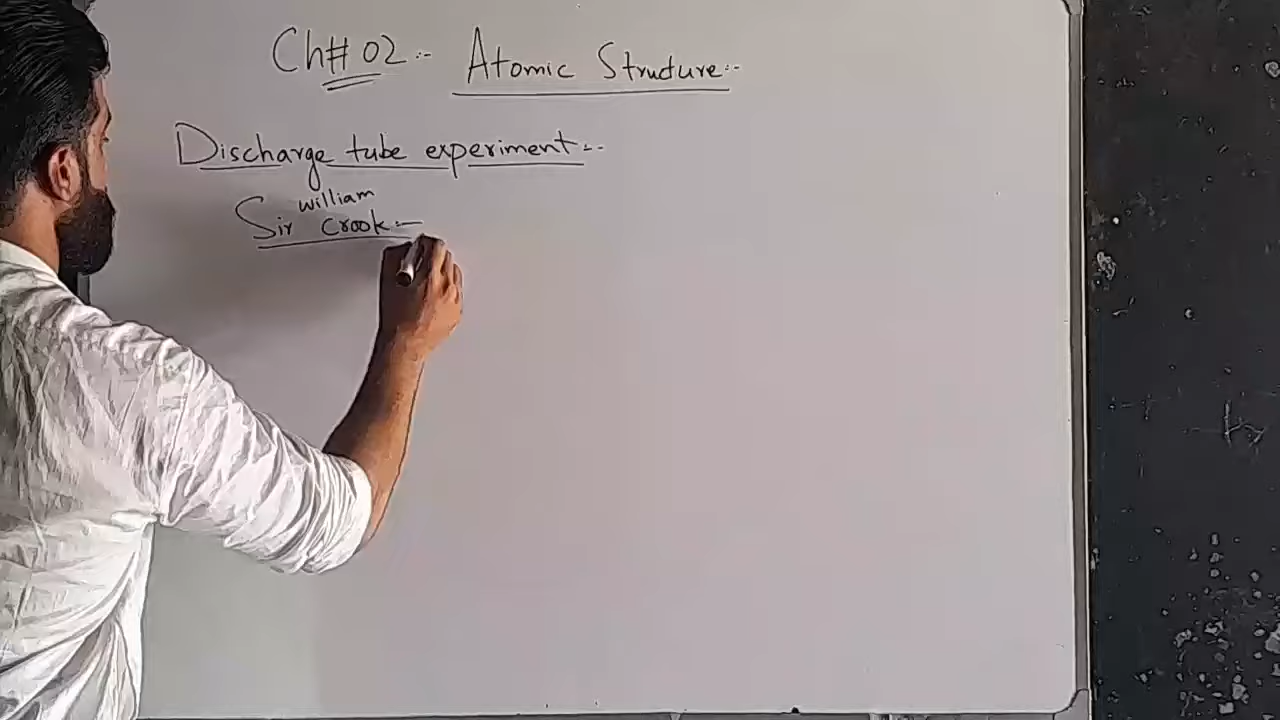 Ch# 02:- Atomic Structure:-
Discharge tube experiment:-
william
Sir Crook:-